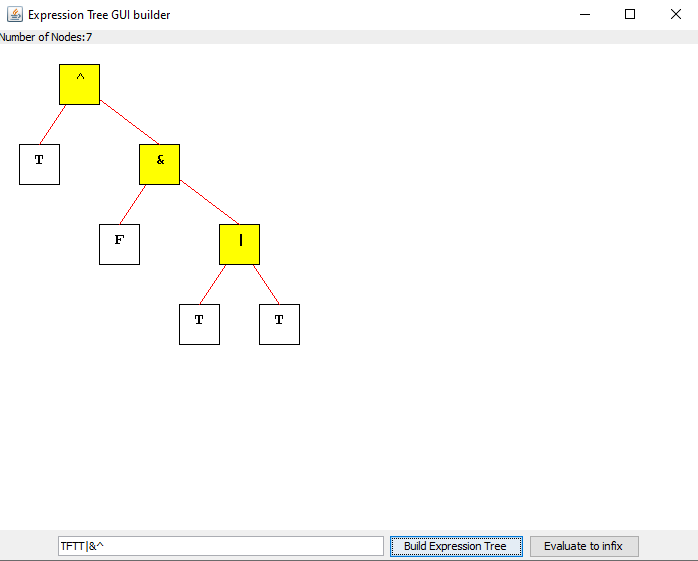 Expression Tree GUI builder
Number of Nodes:7
^
T
&
F
|
T T
TFTT|&^ Build Expression Tree Evaluate to infix